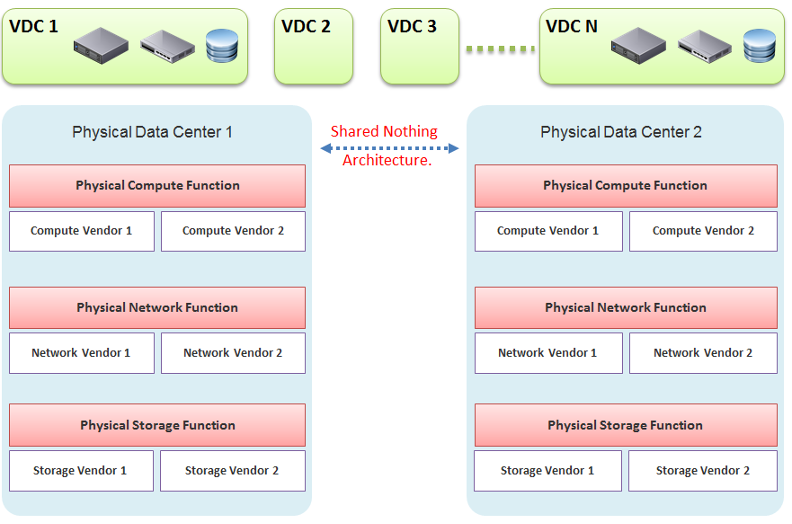 VDC 1
VDC 2
VDC 3
VDC N
Physical Data Center 1
Shared Nothing
Architecture.
Physical Data Center 2
Physical Compute Function
Physical Compute Function
Compute Vendor 1
Compute Vendor 2
Compute Vendor 1
Compute Vendor 2
Physical Network Function
Physical Network Function
Network Vendor 1
Network Vendor 2
Network Vendor 1
Network Vendor 2
Physical Storage Function
Physical Storage Function
Storage Vendor 1
Storage Vendor 2
Storage Vendor 1
Storage Vendor 2